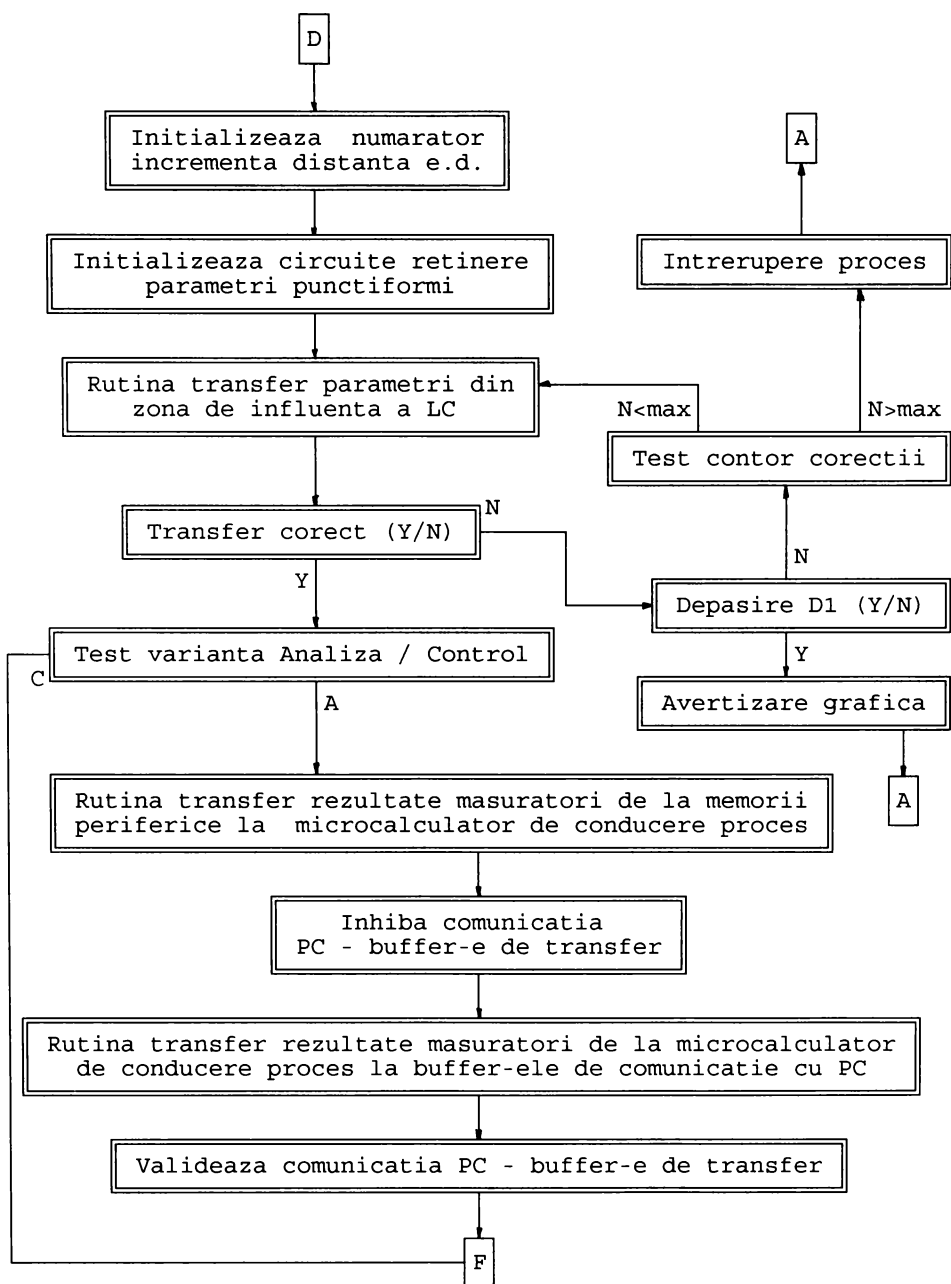 D
Initializeaza numarator
incrementa distanta e.d.
A
Initializeaza circuite retinere
parametri punctiformi
Intrerupere proces
Rutina transfer parametri din
zona de influenta a LC
N<max
N>max
Test contor corectii
Transfer corect (Y/N)
N
N
Y
Depasire D1 (Y/N)
Test varianta Analiza / Control
C
Y
A
Avertizare grafica
A
Rutina transfer rezultate masuratori de la memorii
periferice la microcalculator de conducere proces
Inhiba comunicatia
PC - buffer-e de transfer
Rutina transfer rezultate masuratori de la microcalculator
de conducere proces la buffer-ele de comunicatie cu PC
Valideaza comunicatia PC - buffer-e de transfer
F